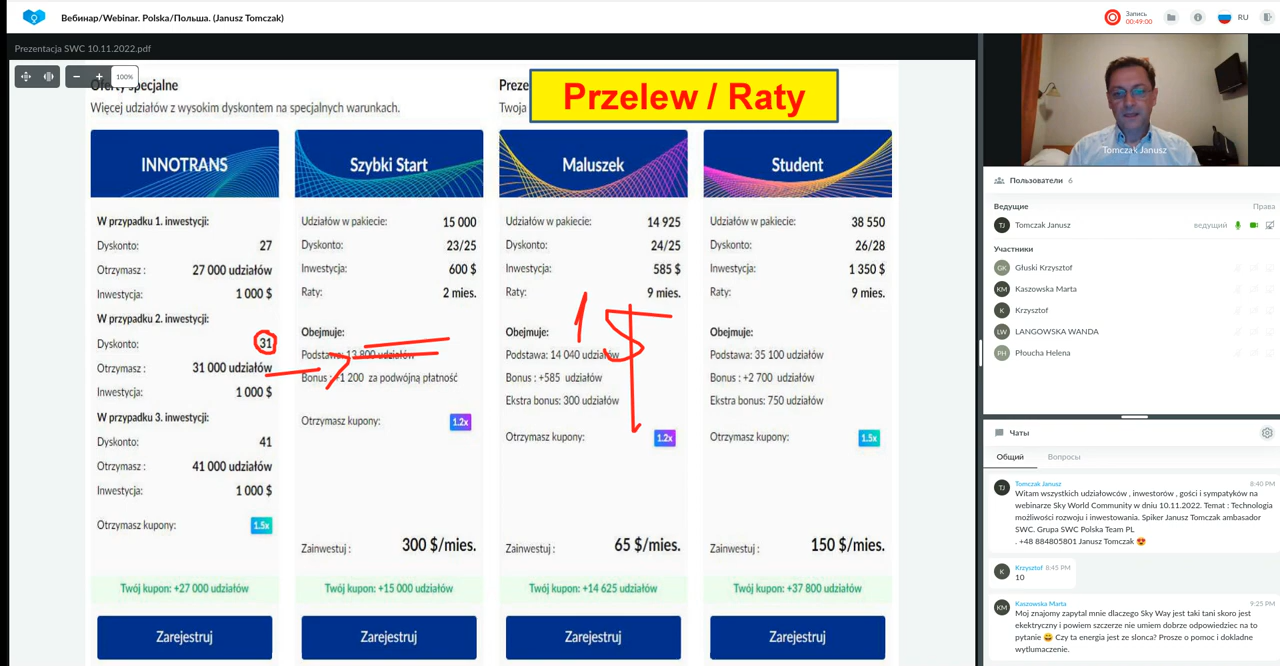 Вебинар/Webinar. Polska/Польша. (Janusz Tomczak)
Запись
00:49:00
RU
Prezentacja SWC 10.11.2022.pdf
100%
specjalne
Więcej udziałów z wysokim dyskontem na specjalnych warunkach.
Twoja
Przelew / Raty
INNOTRANS
W przypadku 1. inwestycji:
Dyskonto: 27
Otrzymasz : 27 000 udziałów
Inwestycja: 1 000 $
W przypadku 2. inwestycji:
Dyskonto: 31
Otrzymasz : 31 000 udziałów
Inwestycja: 1 000 $
W przypadku 3. inwestycji:
Dyskonto: 41
Otrzymasz : 41 000 udziałów
Inwestycja: 1 000 $
Otrzymasz kupony: 1.5x
Twój kupon: +27 000 udziałów
Zarejestruj
Szybki Start
Udziałów w pakiecie: 15 000
Dyskonto: 23/25
Inwestycja: 600 $
Raty: 2 mies.
Obejmuje:
Podstawa: 13 800 udziałów
Bonus : +1 200 za podwójną płatność
Otrzymasz kupony: 1.2x
Zainwestuj : 300 $/mies.
Twój kupon: +15 000 udziałów
Zarejestruj
Maluszek
Udziałów w pakiecie: 14 925
Dyskonto: 24/25
Inwestycja: 585 $
Raty: 9 mies.
Obejmuje:
Podstawa: 14 040 udziałów
Bonus : +585 udziałów
Ekstra bonus: 300 udziałów
1 $
Otrzymasz kupony: 1.2x
Zainwestuj : 65 $/mies.
Twój kupon: +14 625 udziałów
Zarejestruj
Student
Udziałów w pakiecie: 38 550
Dyskonto: 26/28
Inwestycja: 1 350 $
Raty: 9 mies.
Obejmuje:
Podstawa: 35 100 udziałów
Bonus : +2 700 udziałów
Ekstra bonus: 750 udziałów
Otrzymasz kupony: 1.5x
Zainwestuj : 150 $/mies.
Twój kupon: +37 800 udziałów
Zarejestruj
Tomczak Janusz
Пользователи 6
Ведущие Права
TJ Tomczak Janusz ведущий
Участники
GK Głuski Krzysztof
KM Kaszowska Marta
K Krzysztof
LW LANGOWSKA WANDA
PH Płoucha Helena
Чаты
Общий Вопросы
TJ Tomczak Janusz 8:40 PM
Witam wszystkich udziałowców , inwestorów , gości i sympatyków na
webinarze Sky World Community w dniu 10.11.2022. Temat : Technologia
możliwości rozwoju i inwestowania. Spiker Janusz Tomczak ambasador
SWC. Grupa SWC Polska Team PL
. +48 884805801 Janusz Tomczak 😍
K Krzysztof 8:45 PM
10
KM Kaszowska Marta 9:25 PM
Moj znajomy zapytal mnie dlaczego Sky Way jest taki tani skoro jest
ekektryczny i powiem szczerze nie umiem dobrze odpowiedziec na to
pytanie 😄 Czy ta energia jest ze slonca? Prosze o pomoc i dokladne
wytlumaczenie.